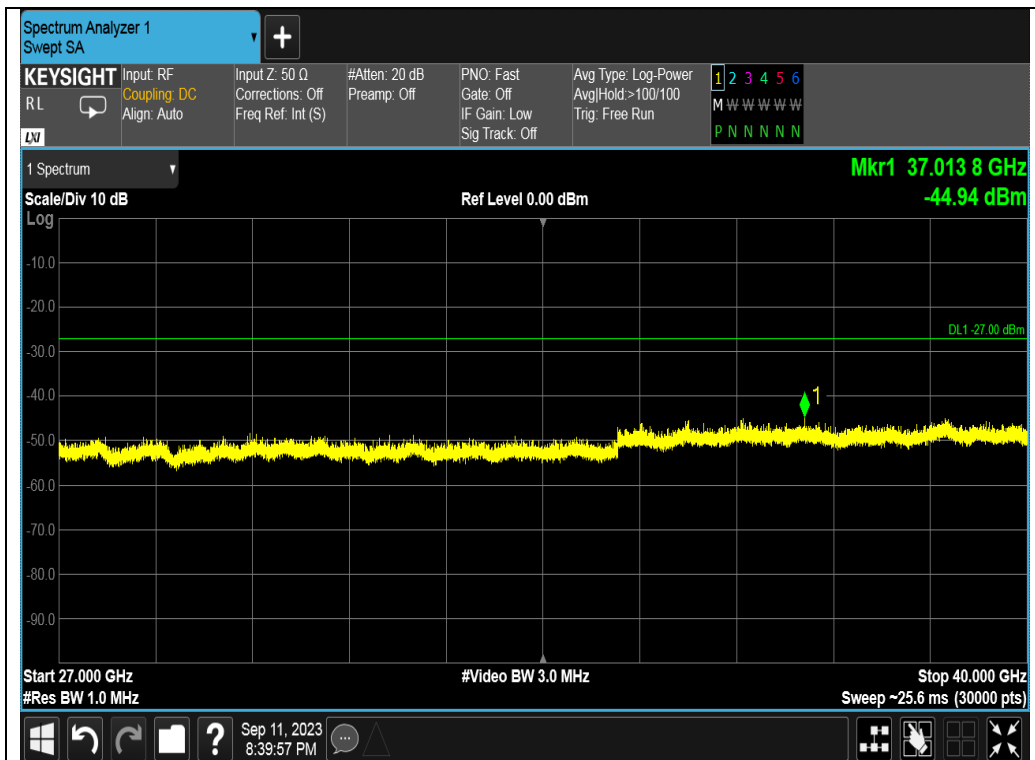 Spectrum Analyzer 1
Swept SA
+
KEYSIGHT
RL
LXI
Input: RF
Coupling: DC
Align: Auto
Input Z: 50 Ω
Corrections: Off
Freq Ref: Int (S)
#Atten: 20 dB
Preamp: Off
PNO: Fast
Gate: Off
IF Gain: Low
Sig Track: Off
Avg Type: Log-Power
Avg|Hold:>100/100
Trig: Free Run
1 2 3 4 5 6
M W W W W W
P N N N N N
1 Spectrum
Mkr1 37.013 8 GHz
-44.94 dBm
Scale/Div 10 dB
Ref Level 0.00 dBm
Log
-10.0
-20.0
DL1 -27.00 dBm
-30.0
-40.0
1
-50.0
-60.0
-70.0
-80.0
-90.0
Start 27.000 GHz
#Video BW 3.0 MHz
Stop 40.000 GHz
#Res BW 1.0 MHz
Sweep ~25.6 ms (30000 pts)
?
Sep 11, 2023
8:39:57 PM